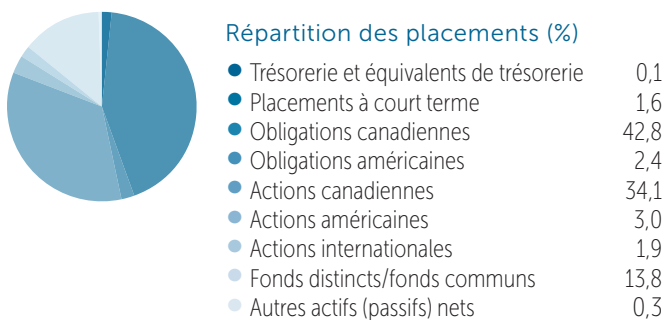 Répartition des placements (%)
Trésorerie et équivalents de trésorerie 0,1
Placements à court terme 1,6
Obligations canadiennes 42,8
Obligations américaines 2,4
Actions canadiennes 34,1
Actions américaines 3,0
Actions internationales 1,9
Fonds distincts/fonds communs 13,8
Autres actifs (passifs) nets 0,3